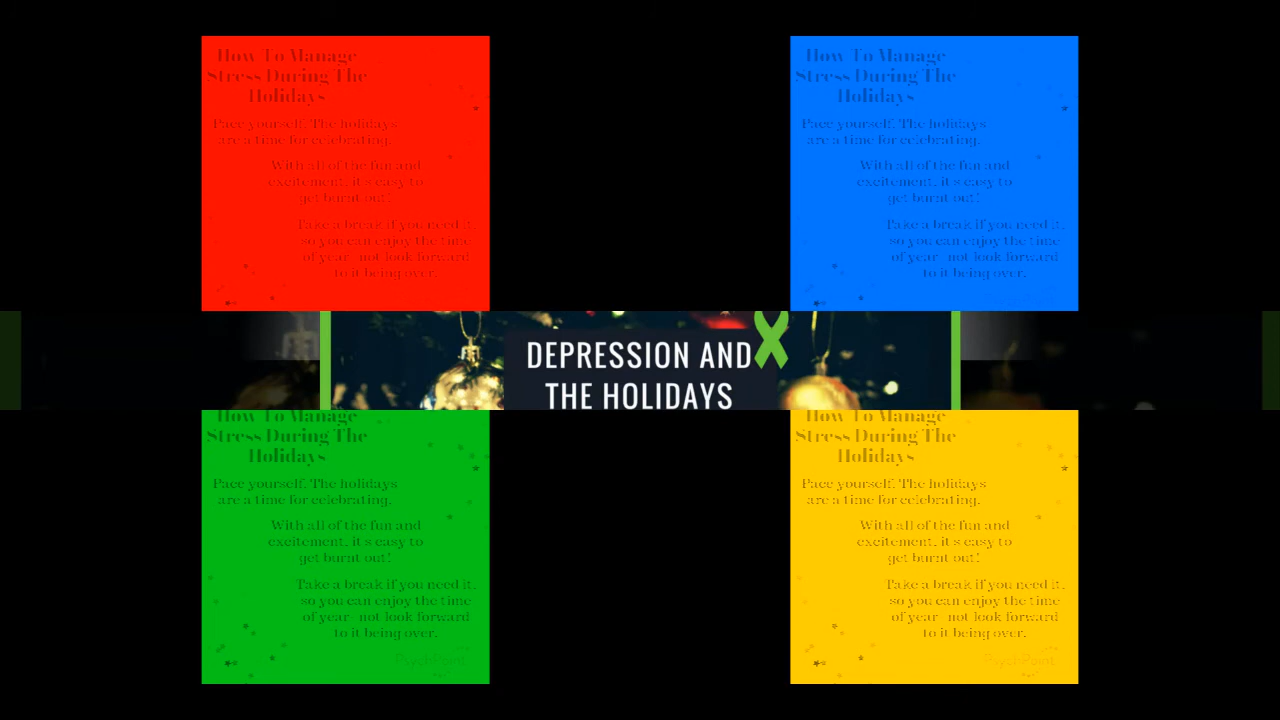 How To Manage
Stress During The
Holidays
Pace yourself. The holidays
are a time for celebrating.
With all of the fun and
excitement, it's easy to
get burnt out!
Take a break if you need it,
so you can enjoy the time
of year- not look forward
to it being over.
How To Manage
Stress During The
Holidays
Pace yourself. The holidays
are a time for celebrating.
With all of the fun and
excitement, it's easy to
get burnt out!
Take a break if you need it,
so you can enjoy the time
of year- not look forward
to it being over.
DEPRESSION AND
THE HOLIDAYS
How To Manage
Stress During The
Holidays
Pace yourself. The holidays
are a time for celebrating.
With all of the fun and
excitement, it's easy to
get burnt out!
Take a break if you need it,
so you can enjoy the time
of year- not look forward
to it being over.
PsychPoint
How To Manage
Stress During The
Holidays
Pace yourself. The holidays
are a time for celebrating.
With all of the fun and
excitement, it's easy to
get burnt out!
Take a break if you need it,
so you can enjoy the time
of year- not look forward
to it being over.
PsychPoint